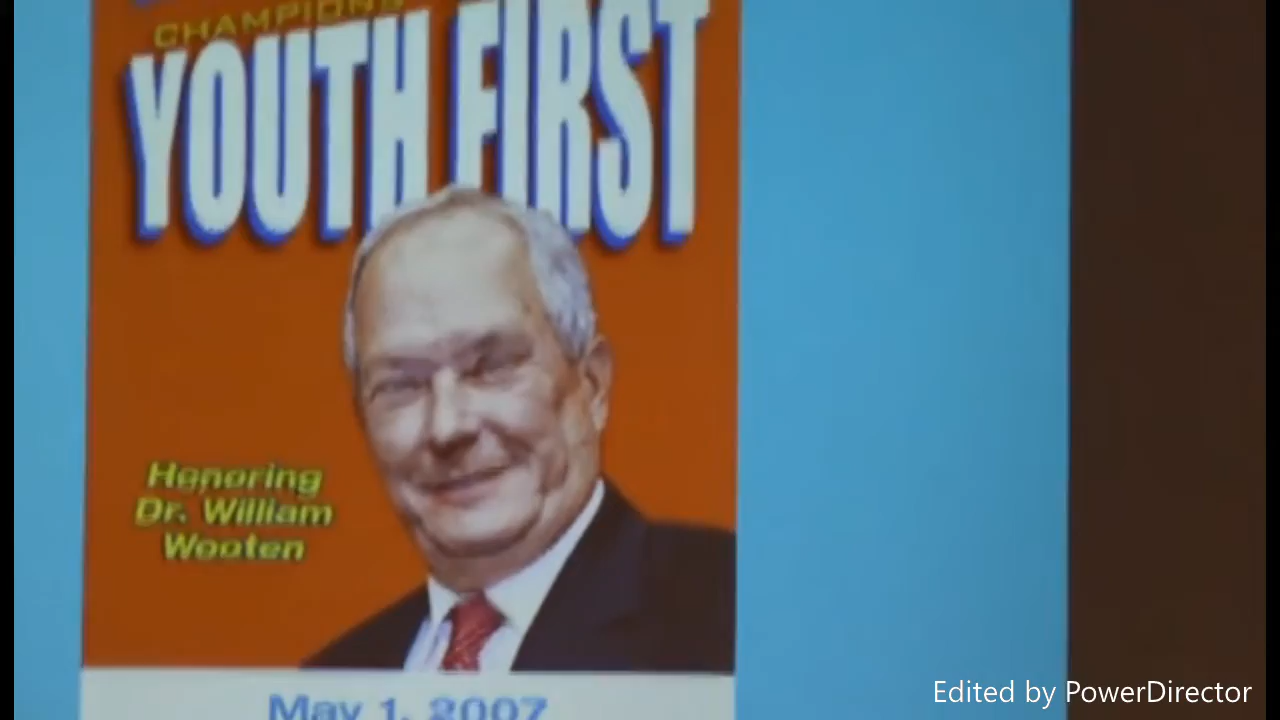 CHAMPIONS
YOUTH FIRST
Honoring
Dr. William
Wooten
May 1, 2007
Edited by PowerDirector